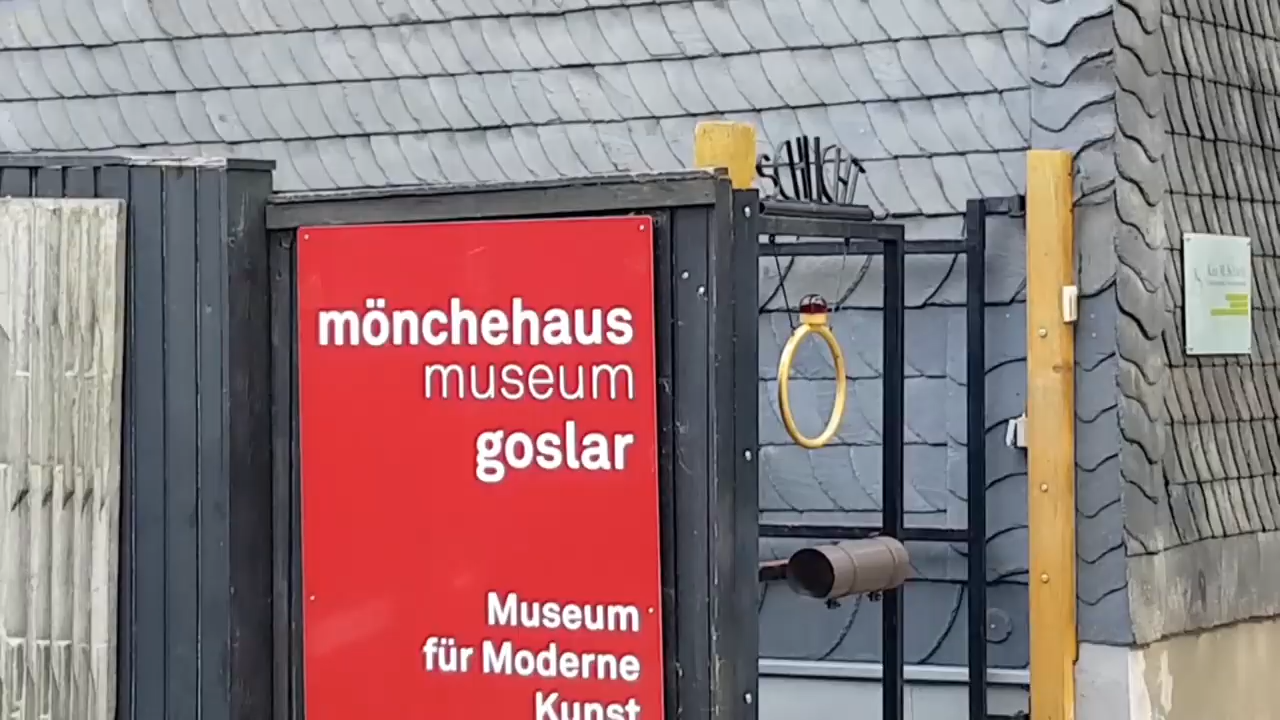 mönchehaus
museum
goslar
Museum
für Moderne
Kunst